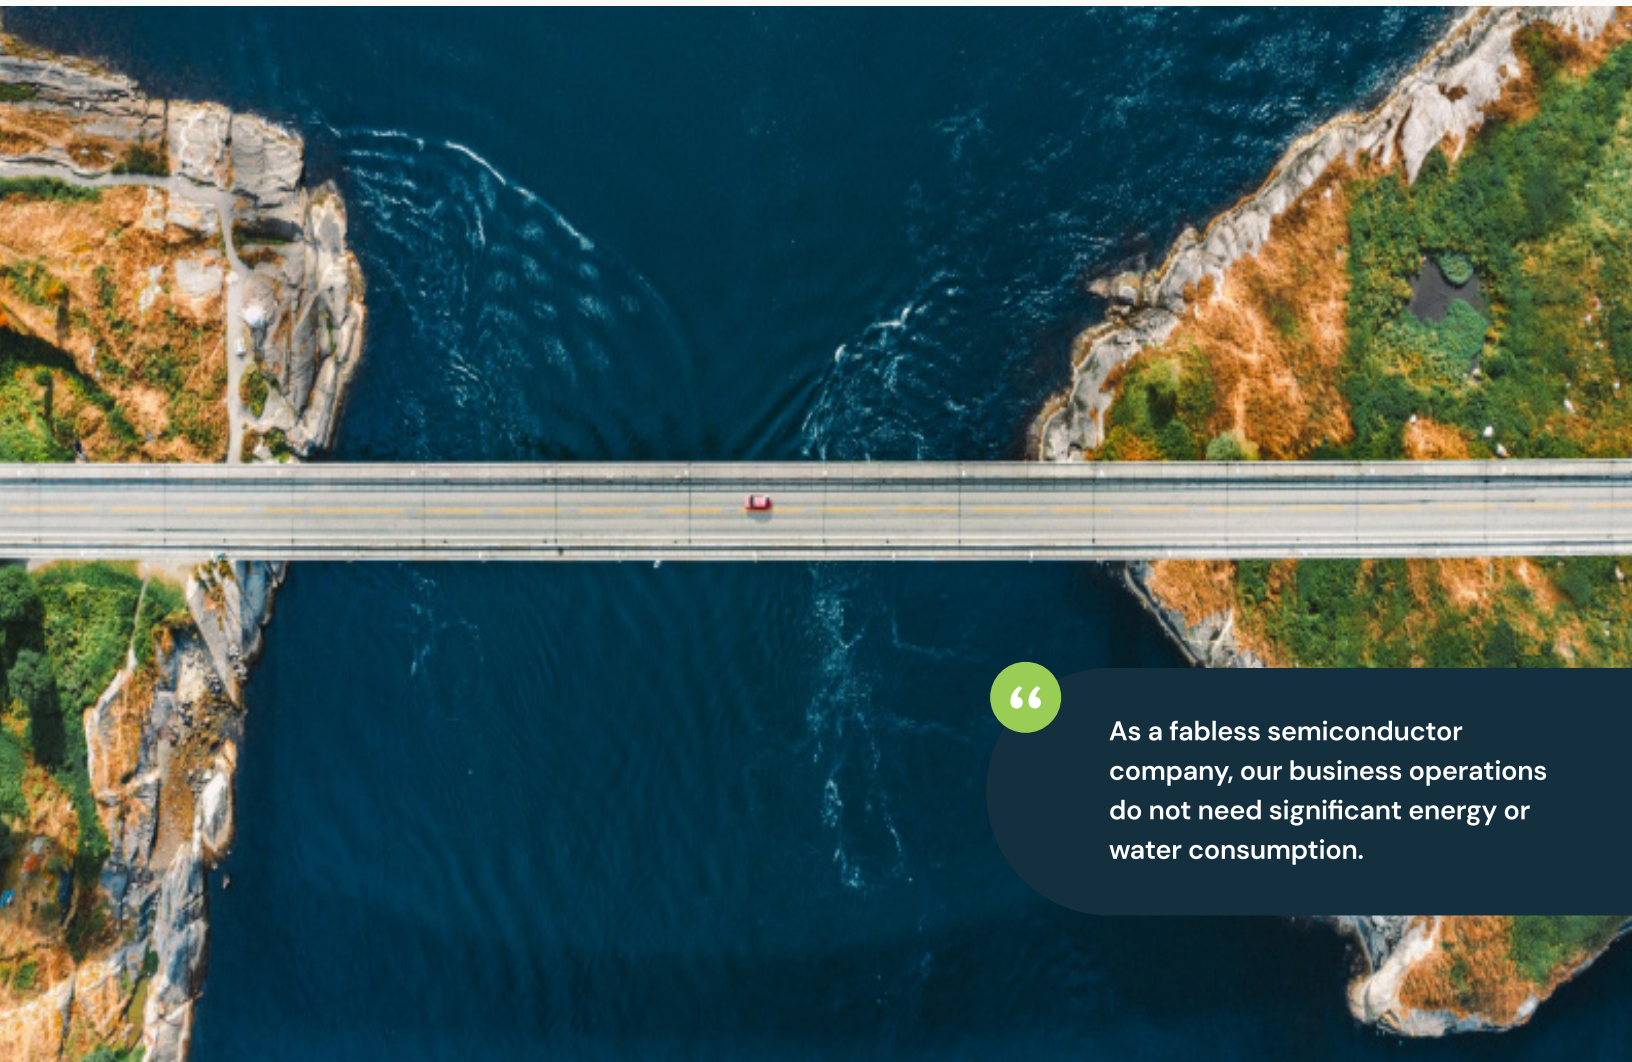 “
As a fabless semiconductor
company, our business operations
do not need significant energy or
water consumption.